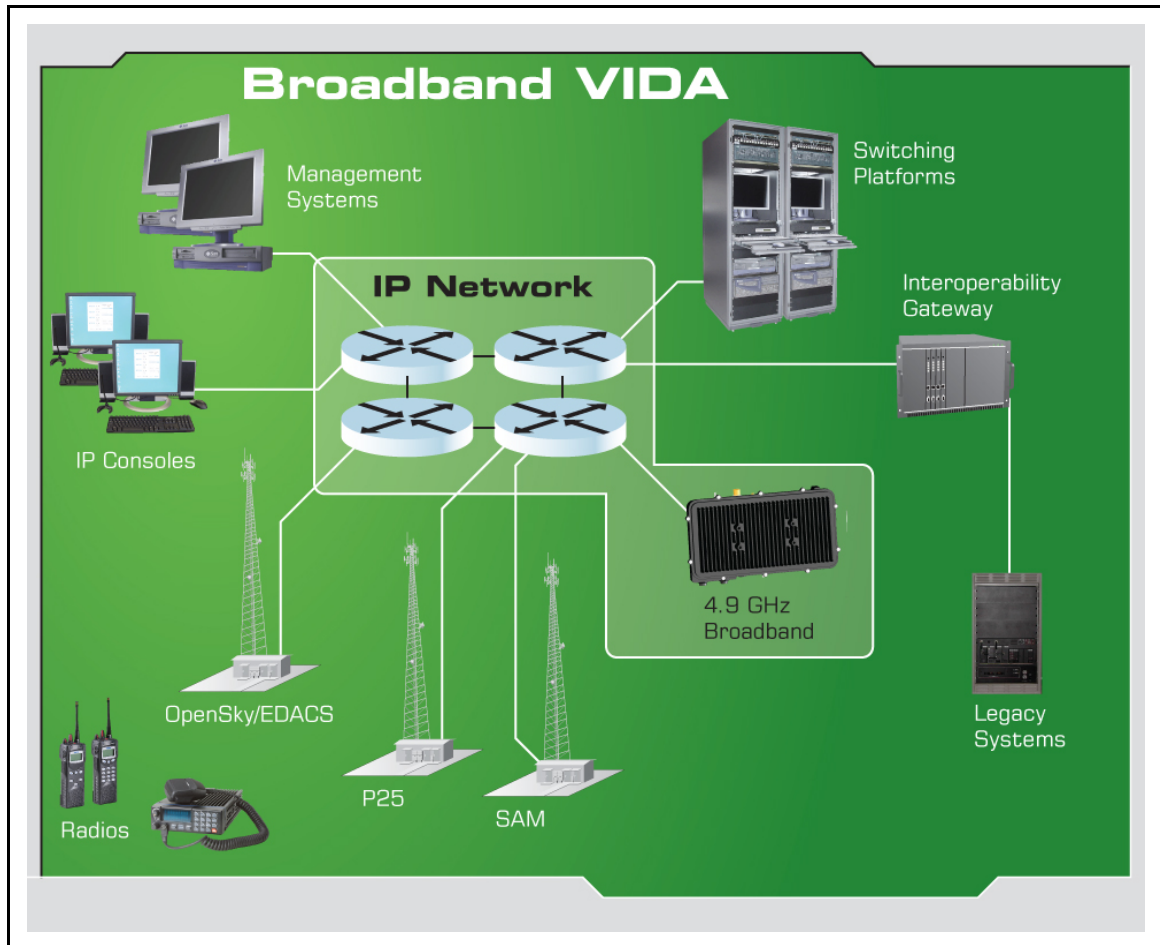 Broadband VIDA
Management
Systems
Switching
Platforms
IP Network
Interoperability
Gateway
IP Consoles
4.9 GHz
Broadband
OpenSky/EDACS
Legacy
Systems
P25
SAM
Radios